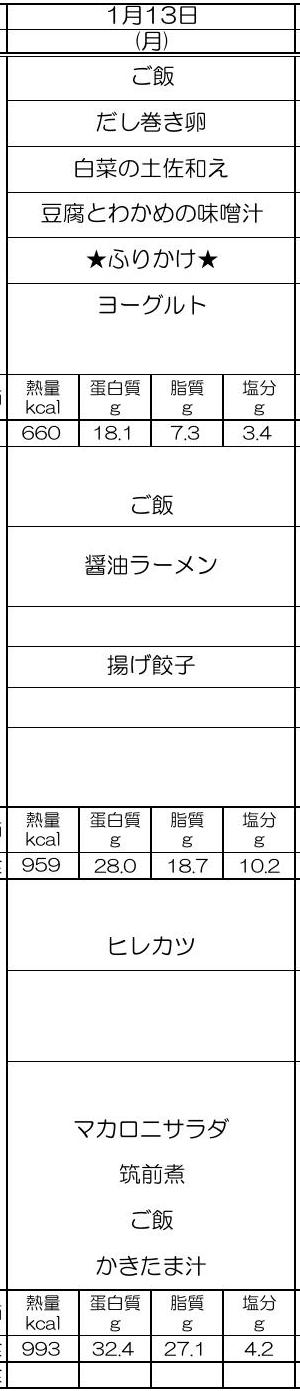 1月13日
(月)
ご飯
だし巻き卵
白菜の土佐和え
豆腐とわかめの味噌汁
★ふりかけ★
ヨーグルト
熱量 蛋白質 脂質 塩分
kcal g g g
660 18.1 7.3 3.4
ご飯
醤油ラーメン
揚げ餃子
熱量 蛋白質 脂質 塩分
kcal g g g
959 28.0 18.7 10.2
ヒレカツ
マカロニサラダ
筑前煮
ご飯
かきたま汁
熱量 蛋白質 脂質 塩分
kcal g g g
993 32.4 27.1 4.2